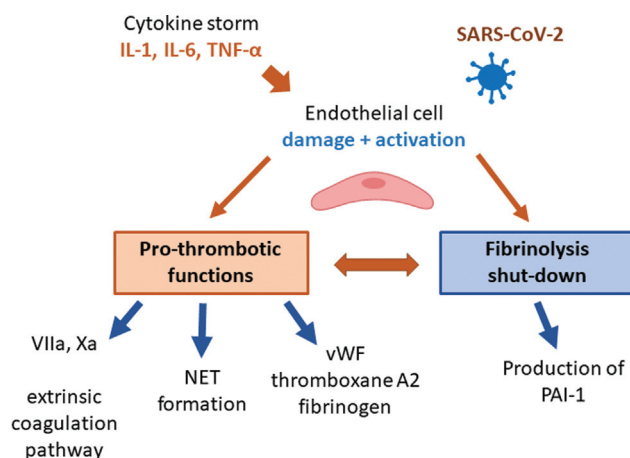 Cytokine storm
IL-1, IL-6, TNF-α
SARS-CoV-2
Endothelial cell
damage + activation
Pro-thrombotic
functions
Fibrinolysis
shut-down
VIIa, Xa
extrinsic
coagulation
pathway
NET
formation
vWF
thromboxane A2
fibrinogen
Production of
PAI-1